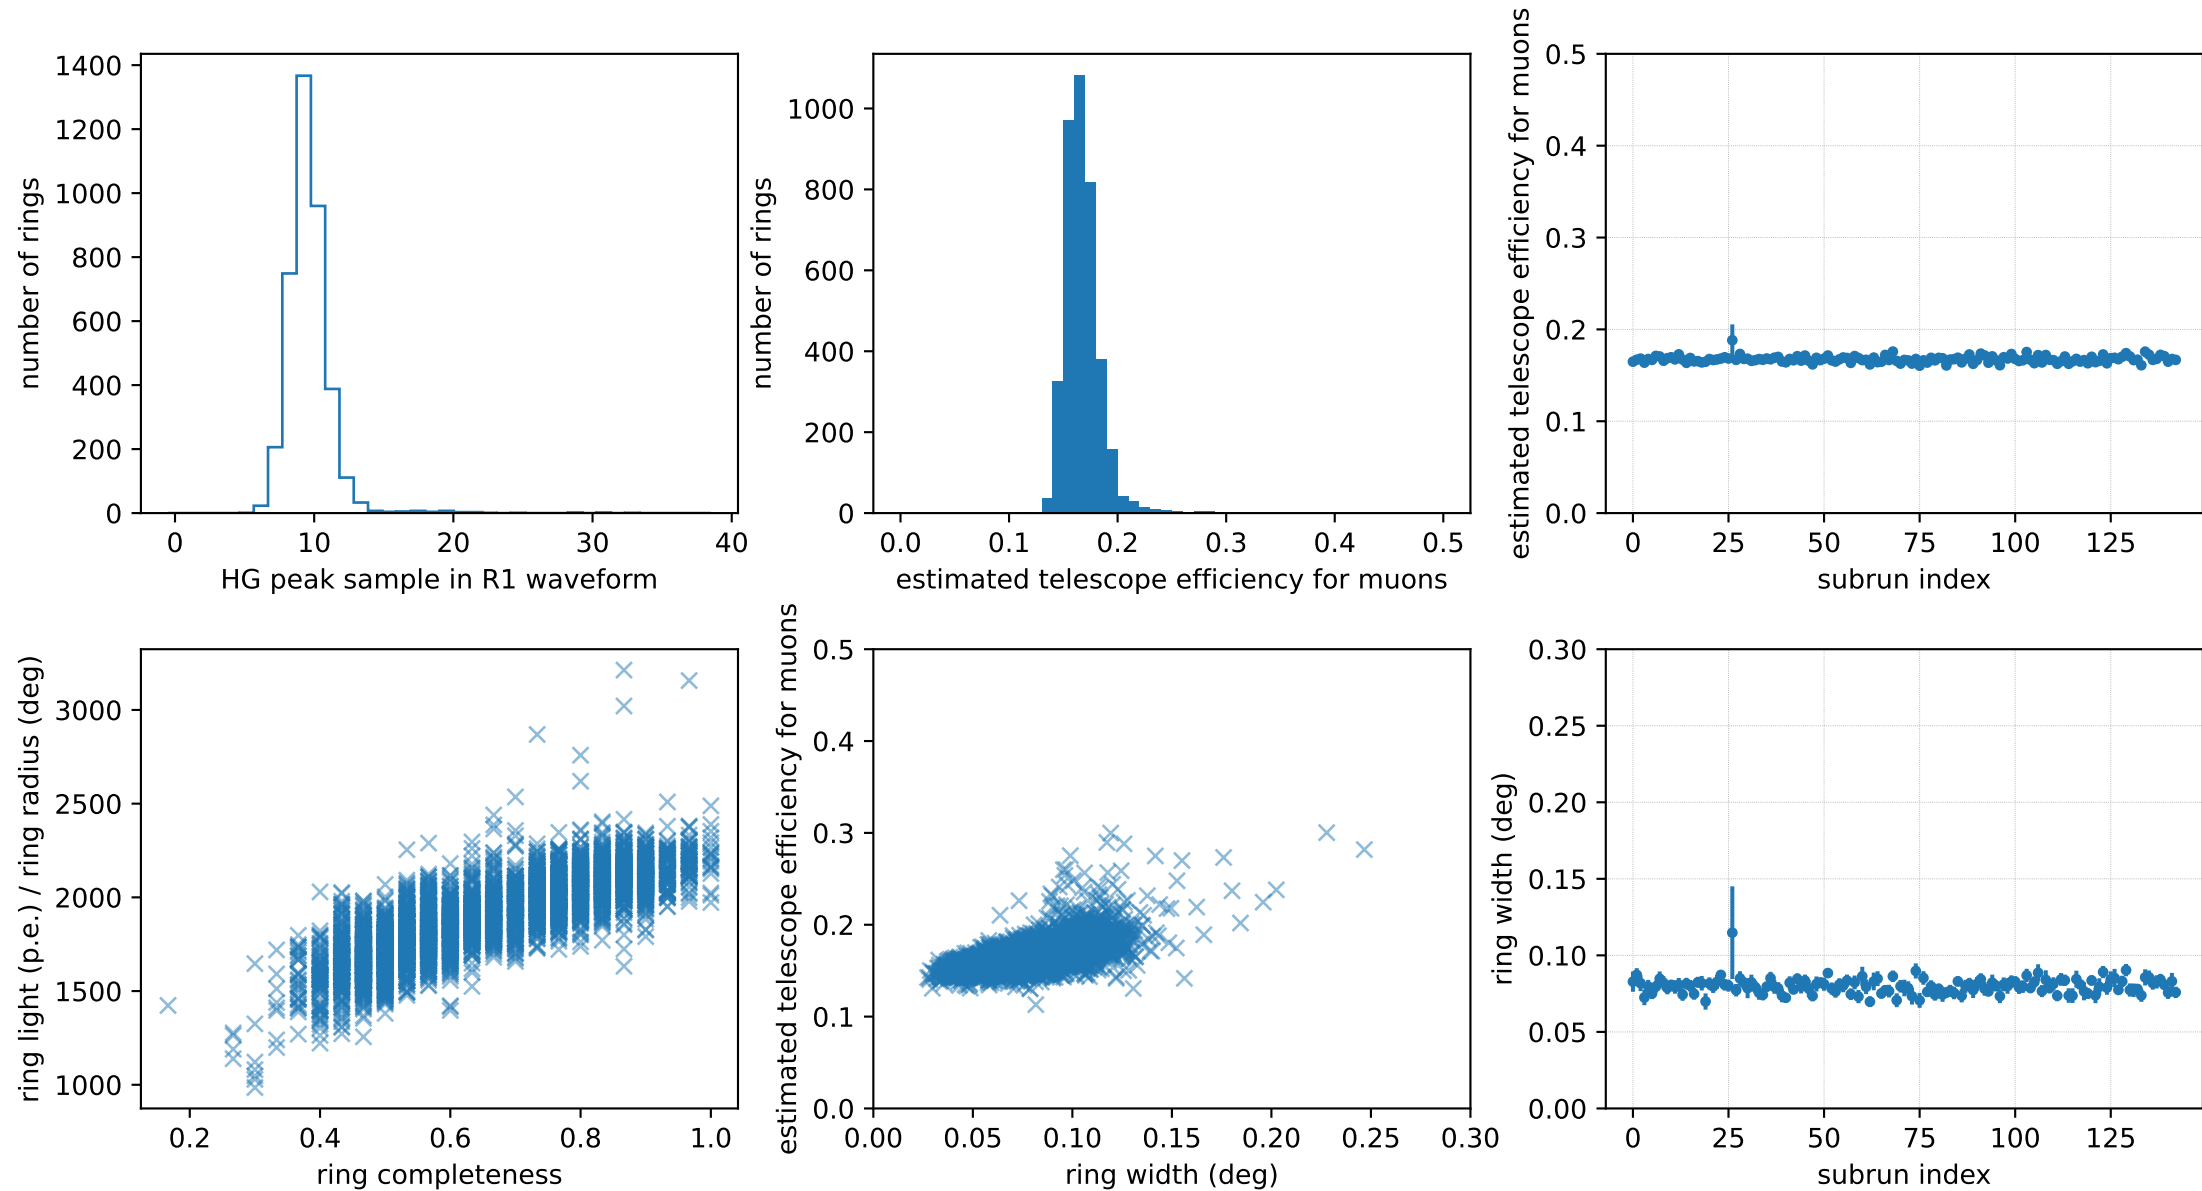 number of rings
1400
1200
1000
800
600
400
200
0
0 10 20 30 40
HG peak sample in R1 waveform
number of rings
1000
800
600
400
200
0
0.0 0.1 0.2 0.3 0.4 0.5
estimated telescope efficiency for muons
estimated telescope efficiency for muons
0.5
0.4
0.3
0.2
0.1
0.0
0 25 50 75 100 125
subrun index
ring light (p.e.) / ring radius (deg)
3000
2500
2000
1500
1000
0.2 0.4 0.6 0.8 1.0
ring completeness
estimated telescope efficiency for muons
0.5
0.4
0.3
0.2
0.1
0.0
0.00 0.05 0.10 0.15 0.20 0.25 0.30
ring width (deg)
ring width (deg)
0.30
0.25
0.20
0.15
0.10
0.05
0.00
0 25 50 75 100 125
subrun index